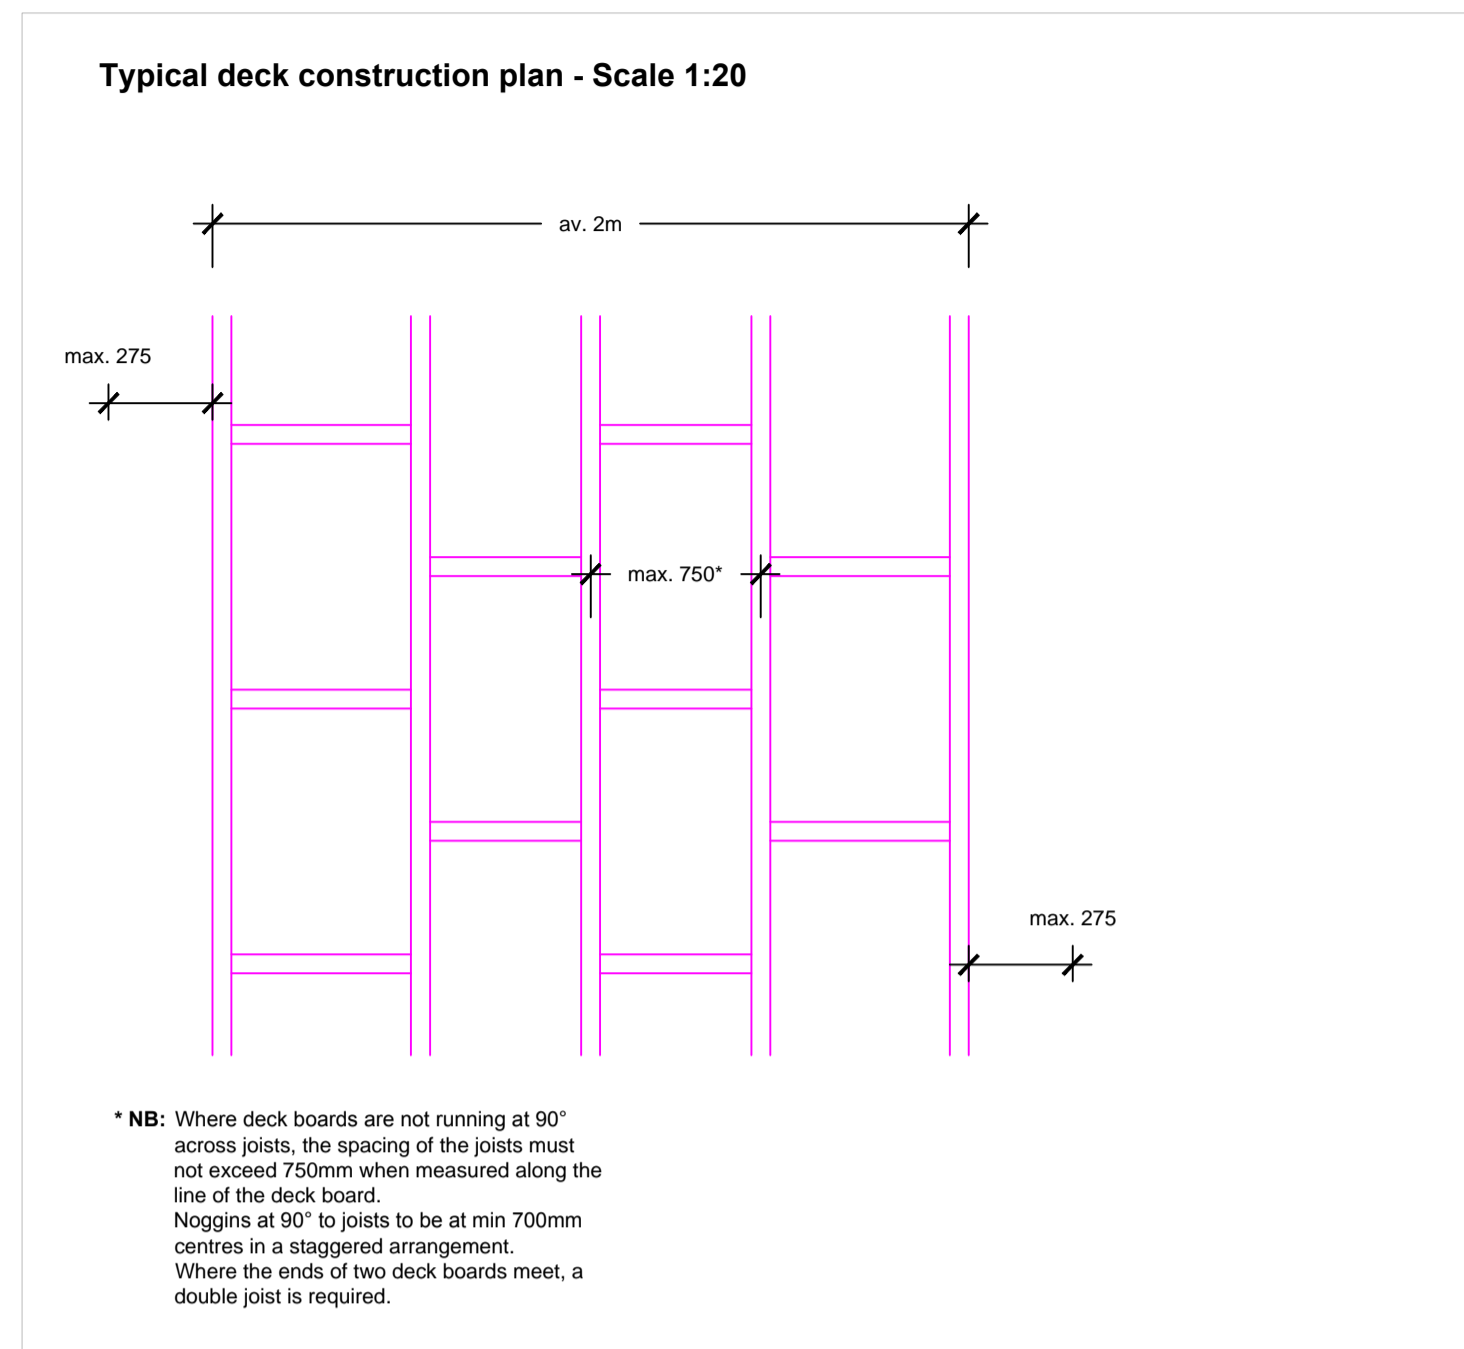 Typical deck construction plan - Scale 1:20
av. 2m
max. 275
max. 750*
max. 275
* NB: Where deck boards are not running at 90°
across joists, the spacing of the joists must
not exceed 750mm when measured along the
line of the deck board.
Noggins at 90° to joists to be at min 700mm
centres in a staggered arrangement.
Where the ends of two deck boards meet, a
double joist is required.